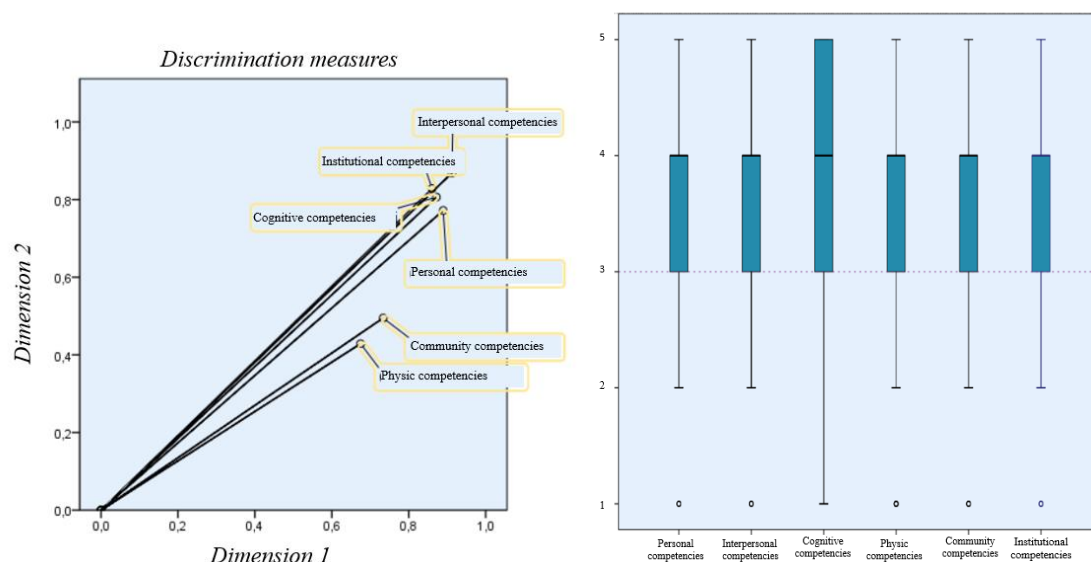 Discrimination measures
Dimension 2
1,0
0,8
0,6
0,4
0,2
0,0
Interpersonal competencies
Institutional competencies
Cognitive competencies
Personal competencies
Community competencies
Physic competencies
0,0 0,2 0,4 0,6 0,8 1,0
Dimension 1
5
4
3
2
1
Personal competencies
Interpersonal competencies
Cognitive competencies
Physic competencies
Community competencies
Institutional competencies